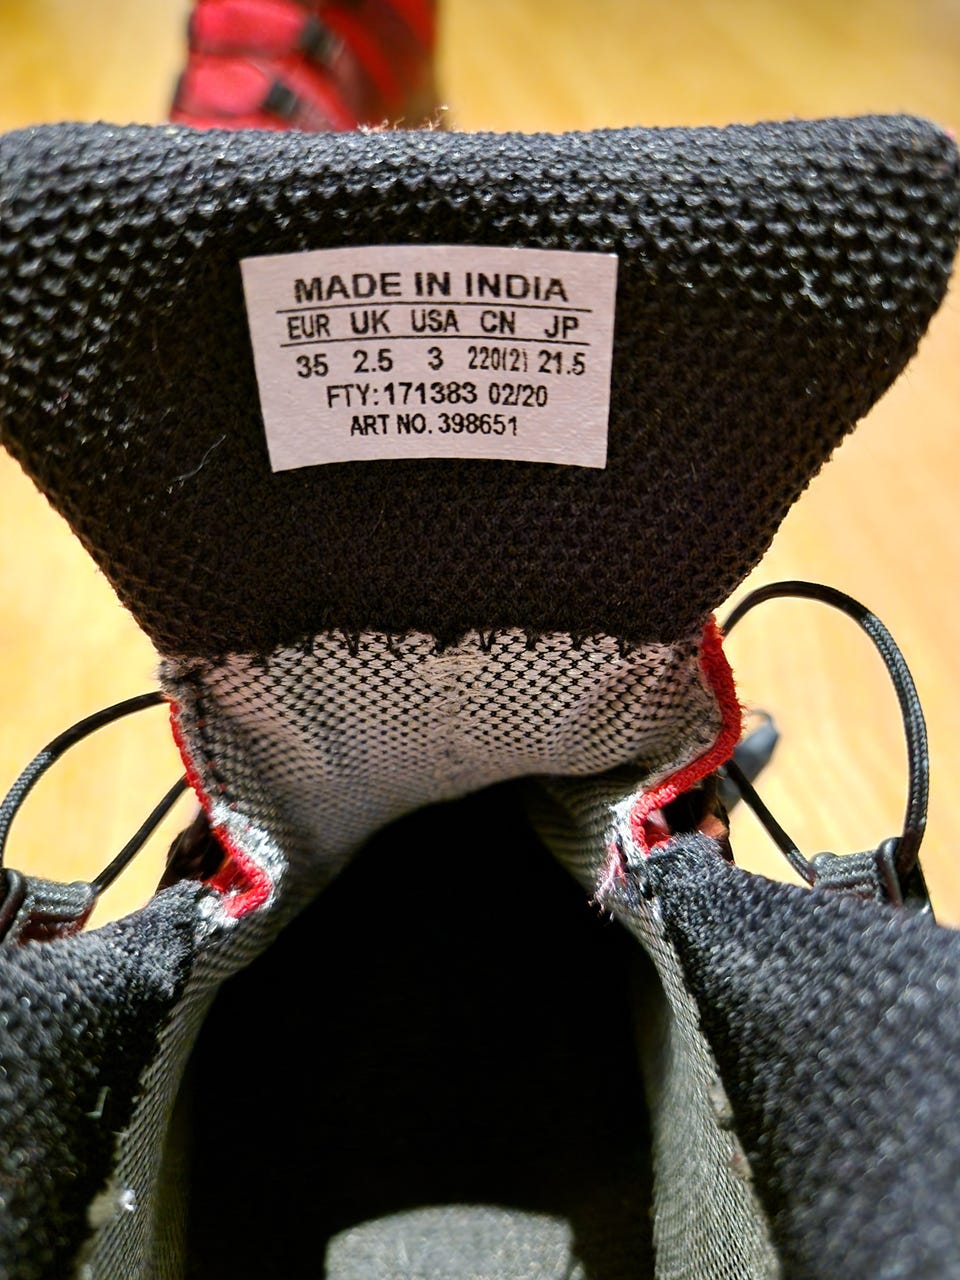 MADE IN INDIA
EUR UK USA CN JP
35 2.5 3 220(2) 21.5
FTY:171383 02/20
ART NO. 398651